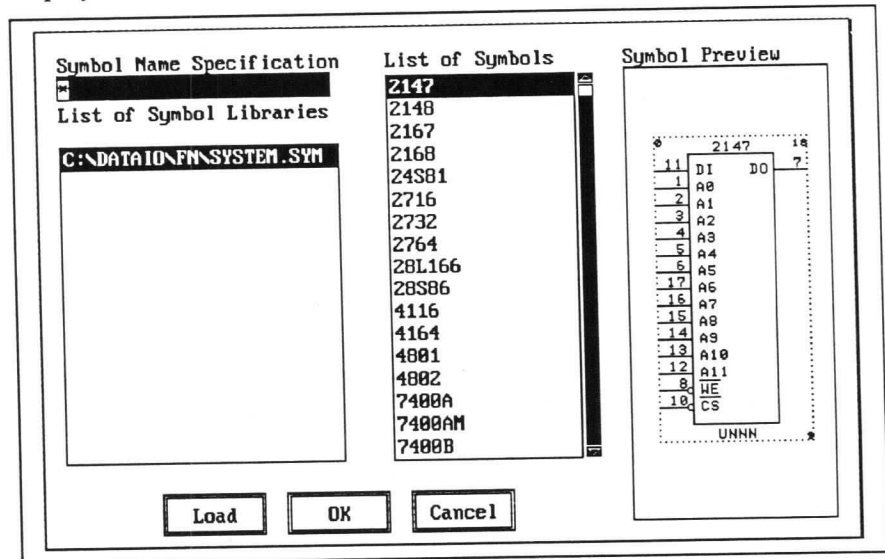 Symbol Name Specification
*
List of Symbol Libraries
C:\DATAIO\FN\SYSTEM.SYM
List of Symbols
2147
2148
2167
2168
24S81
2716
2732
2764
28L166
28S86
4116
4164
4801
4802
7400A
7400AM
7400B
Symbol Preview
0 2147 18
11 DI DO 7
1 A0
2 A1
3 A2
4 A3
5 A4
6 A5
17 A6
16 A7
15 A8
14 A9
13 A10
12 A11
8 WE
10 CS
UNNN
Load OK Cancel